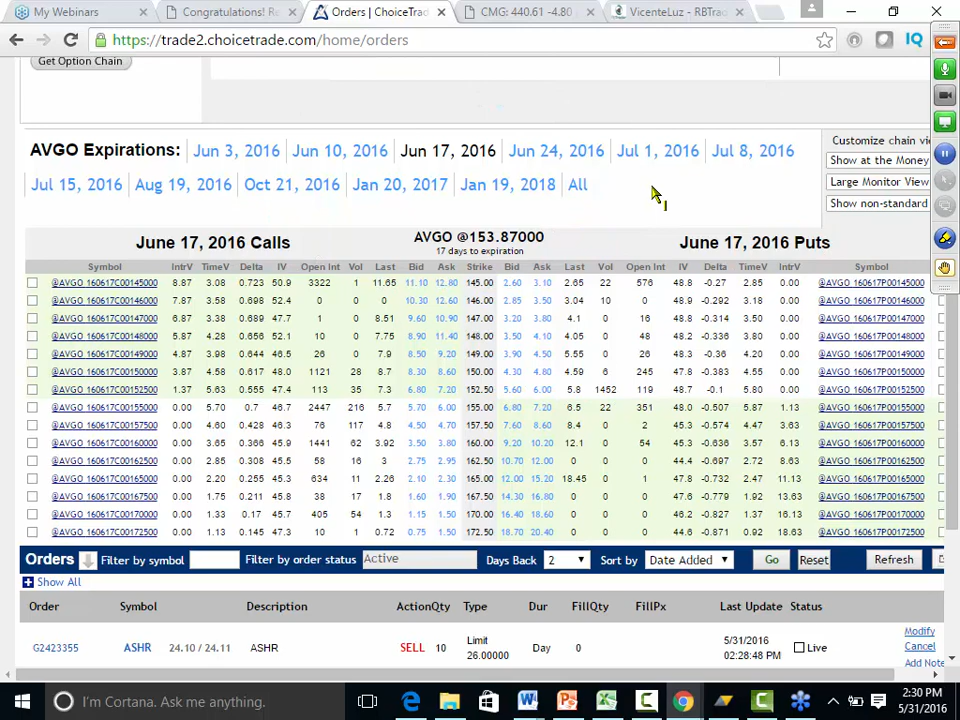 My Webinars
Congratulations! Re
Orders | ChoiceTrade
CMG: 440.61 -4.80
VicenteLuz - RBTrad
https://trade2.choicetrade.com/home/orders
IQ
Get Option Chain
AVGO Expirations: Jun 3, 2016 Jun 10, 2016 Jun 17, 2016 Jun 24, 2016 Jul 1, 2016 Jul 8, 2016
Jul 15, 2016 Aug 19, 2016 Oct 21, 2016 Jan 20, 2017 Jan 19, 2018 All
Customize chain vi
Show at the Money
Large Monitor View
Show non-standard
June 17, 2016 Calls AVGO @153.87000 June 17, 2016 Puts
17 days to expiration
Symbol IntrV TimeV Delta IV Open Int Vol Last Bid Ask Strike Bid Ask Last Vol Open Int IV Delta TimeV IntrV Symbol
@AVGO 160617C00145000 8.87 3.08 0.723 50.9 3322 1 11.65 11.10 12.80 145.00 2.60 3.10 2.65 22 576 48.8 -0.27 2.85 0.00 @AVGO 160617P00145000
@AVGO 160617C00146000 7.87 3.58 0.698 52.4 0 0 0 10.30 12.60 146.00 2.90 3.50 3.18 0 10 48.8 -0.292 3.18 0.00 @AVGO 160617P00146000
@AVGO 160617C00147000 6.87 3.38 0.689 47.7 1 0 8.51 9.60 10.90 147.00 3.20 3.80 4.1 0 16 48.8 -0.314 3.50 0.00 @AVGO 160617P00147000
@AVGO 160617C00148000 5.87 4.28 0.656 52.1 10 0 7.75 8.90 11.40 148.00 3.50 4.10 4.05 0 48 48.2 -0.336 3.80 0.00 @AVGO 160617P00148000
@AVGO 160617C00149000 4.87 3.98 0.644 46.5 26 0 7.9 8.50 9.20 149.00 3.90 4.50 5.55 0 26 48.3 -0.36 4.20 0.00 @AVGO 160617P00149000
@AVGO 160617C00150000 3.87 4.58 0.617 48.0 1121 28 8.7 8.30 8.60 150.00 4.30 4.80 4.59 6 245 47.8 -0.383 4.55 0.00 @AVGO 160617P00150000
@AVGO 160617C00152500 1.37 5.63 0.555 47.4 113 35 7.3 6.80 7.20 152.50 5.60 6.00 5.8 1452 119 48.7 -0.1 5.80 0.00 @AVGO 160617P00152500
@AVGO 160617C00155000 0.00 5.70 0.7 46.7 2447 216 5.7 5.70 6.00 155.00 6.80 7.20 6.5 22 351 48.0 -0.507 5.87 1.13 @AVGO 160617P00155000
@AVGO 160617C00157500 0.00 4.60 0.428 46.3 76 117 4.8 4.50 4.70 157.50 7.60 8.60 8.4 0 2 45.3 -0.574 4.47 3.63 @AVGO 160617P00157500
@AVGO 160617C00160000 0.00 3.65 0.366 45.9 1441 62 3.92 3.50 3.80 160.00 9.20 10.20 12.1 0 54 45.3 -0.636 3.57 6.13 @AVGO 160617P00160000
@AVGO 160617C00162500 0.00 2.85 0.308 45.5 58 16 3 2.75 2.95 162.50 10.70 12.00 0 0 0 44.4 -0.697 2.72 8.63 @AVGO 160617P00162500
@AVGO 160617C00165000 0.00 2.20 0.255 45.3 634 11 2.26 2.10 2.30 165.00 12.00 15.20 18.45 0 1 47.8 -0.732 2.47 11.13 @AVGO 160617P00165000
@AVGO 160617C00167500 0.00 1.75 0.211 45.8 38 17 1.8 1.60 1.90 167.50 14.30 16.80 0 0 0 47.6 -0.779 1.92 13.63 @AVGO 160617P00167500
@AVGO 160617C00170000 0.00 1.33 0.17 45.7 405 54 1.3 1.15 1.50 170.00 16.40 18.60 0 0 0 46.2 -0.827 1.37 16.13 @AVGO 160617P00170000
@AVGO 160617C00172500 0.00 1.13 0.145 47.3 10 1 0.72 0.75 1.50 172.50 18.70 20.40 0 0 0 44.6 -0.871 0.92 18.63 @AVGO 160617P00172500
Orders Filter by symbol Filter by order status Active Days Back 2 Sort by Date Added Go Reset Refresh
Show All
Order Symbol Description Action Qty Type Dur FillQty FillPx Last Update Status
G2423355 ASHR 24.10 / 24.11 ASHR SELL 10 Limit 26.00000 Day 0 5/31/2016 02:28:48 PM Live
Modify
Cancel
Add Note
I'm Cortana. Ask me anything.
2:30 PM
5/31/2016